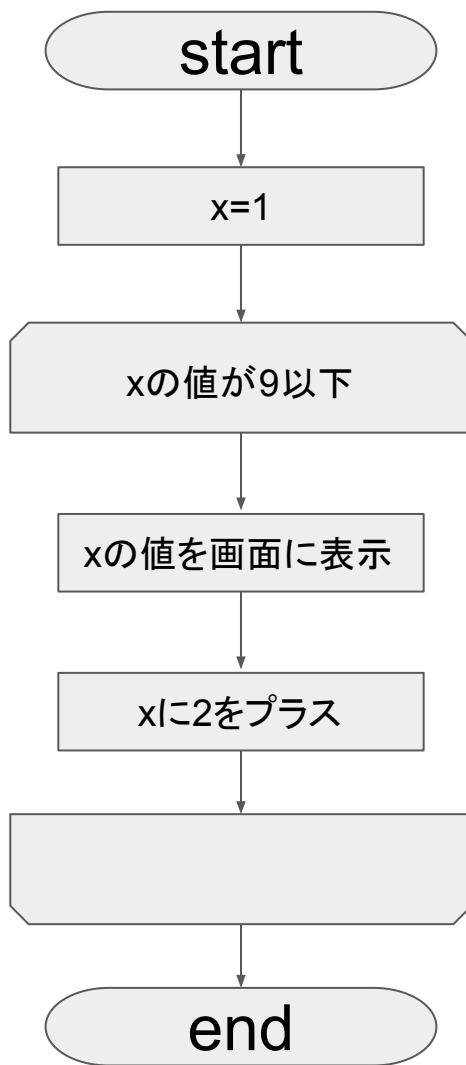 start
x=1
xの値が9以下
xの値を画面に表示
xに2をプラス
end